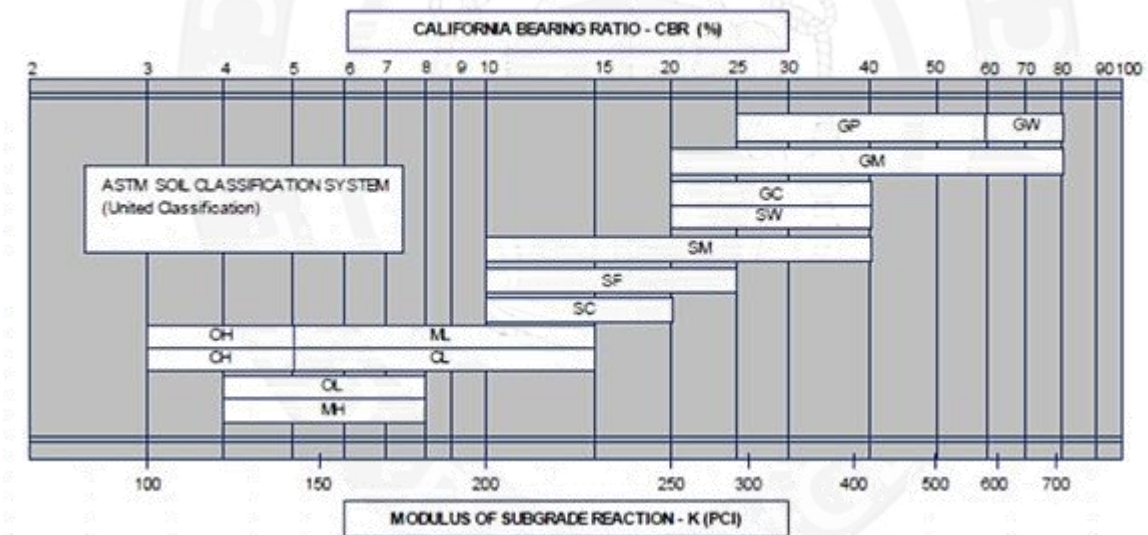 CALIFORNIA BEARING RATIO - CBR (%)
2 3 4 5 6 7 8 9 10 15 20 25 30 40 50 60 70 80 90 100
GP GW
GM
ASTM SOIL CLASSIFICATION SYSTEM
(United Classification)
GC
SW
SM
SF
SC
OH ML
CH CL
OL
MH
100 150 200 250 300 400 500 600 700
MODULUS OF SUBGRADE REACTION - K (PCI)